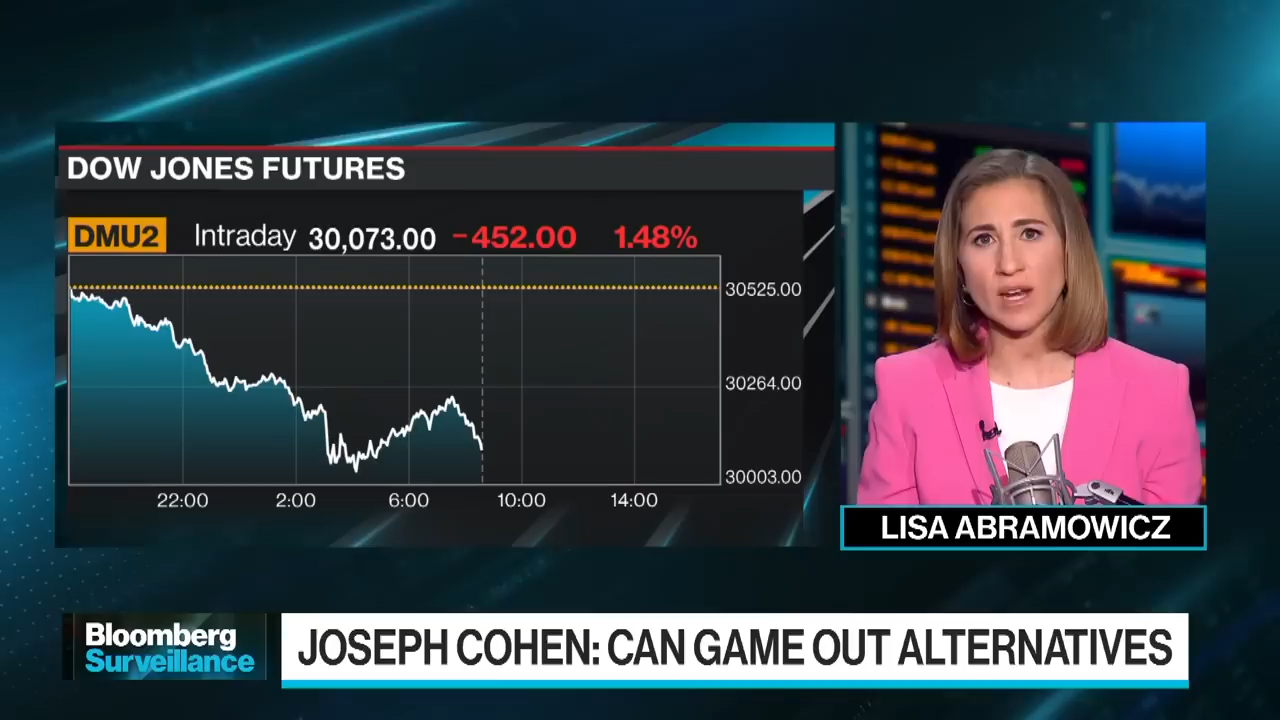 DOW JONES FUTURES
DMU2 Intraday 30,073.00 -452.00 1.48%
30525.00
30264.00
30003.00
22:00 2:00 6:00 10:00 14:00
LISA ABRAMOWICZ
Bloomberg
Surveillance
JOSEPH COHEN: CAN GAME OUT ALTERNATIVES